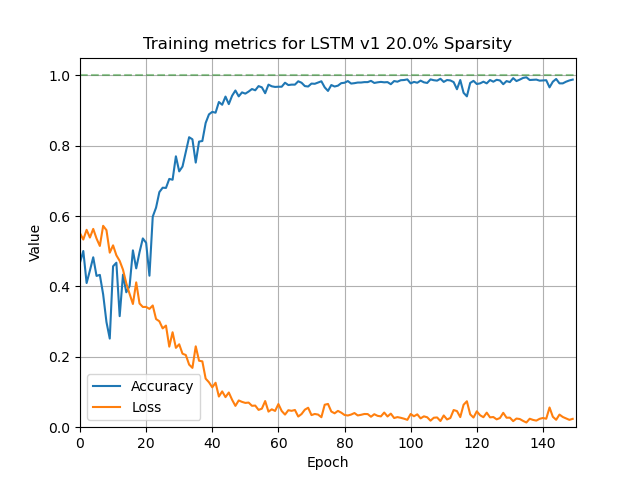 Training metrics for LSTM v1 20.0% Sparsity
1.0
0.8
0.6
0.4
0.2
0.0
Value
Accuracy
Loss
0 20 40 60 80 100 120 140
Epoch